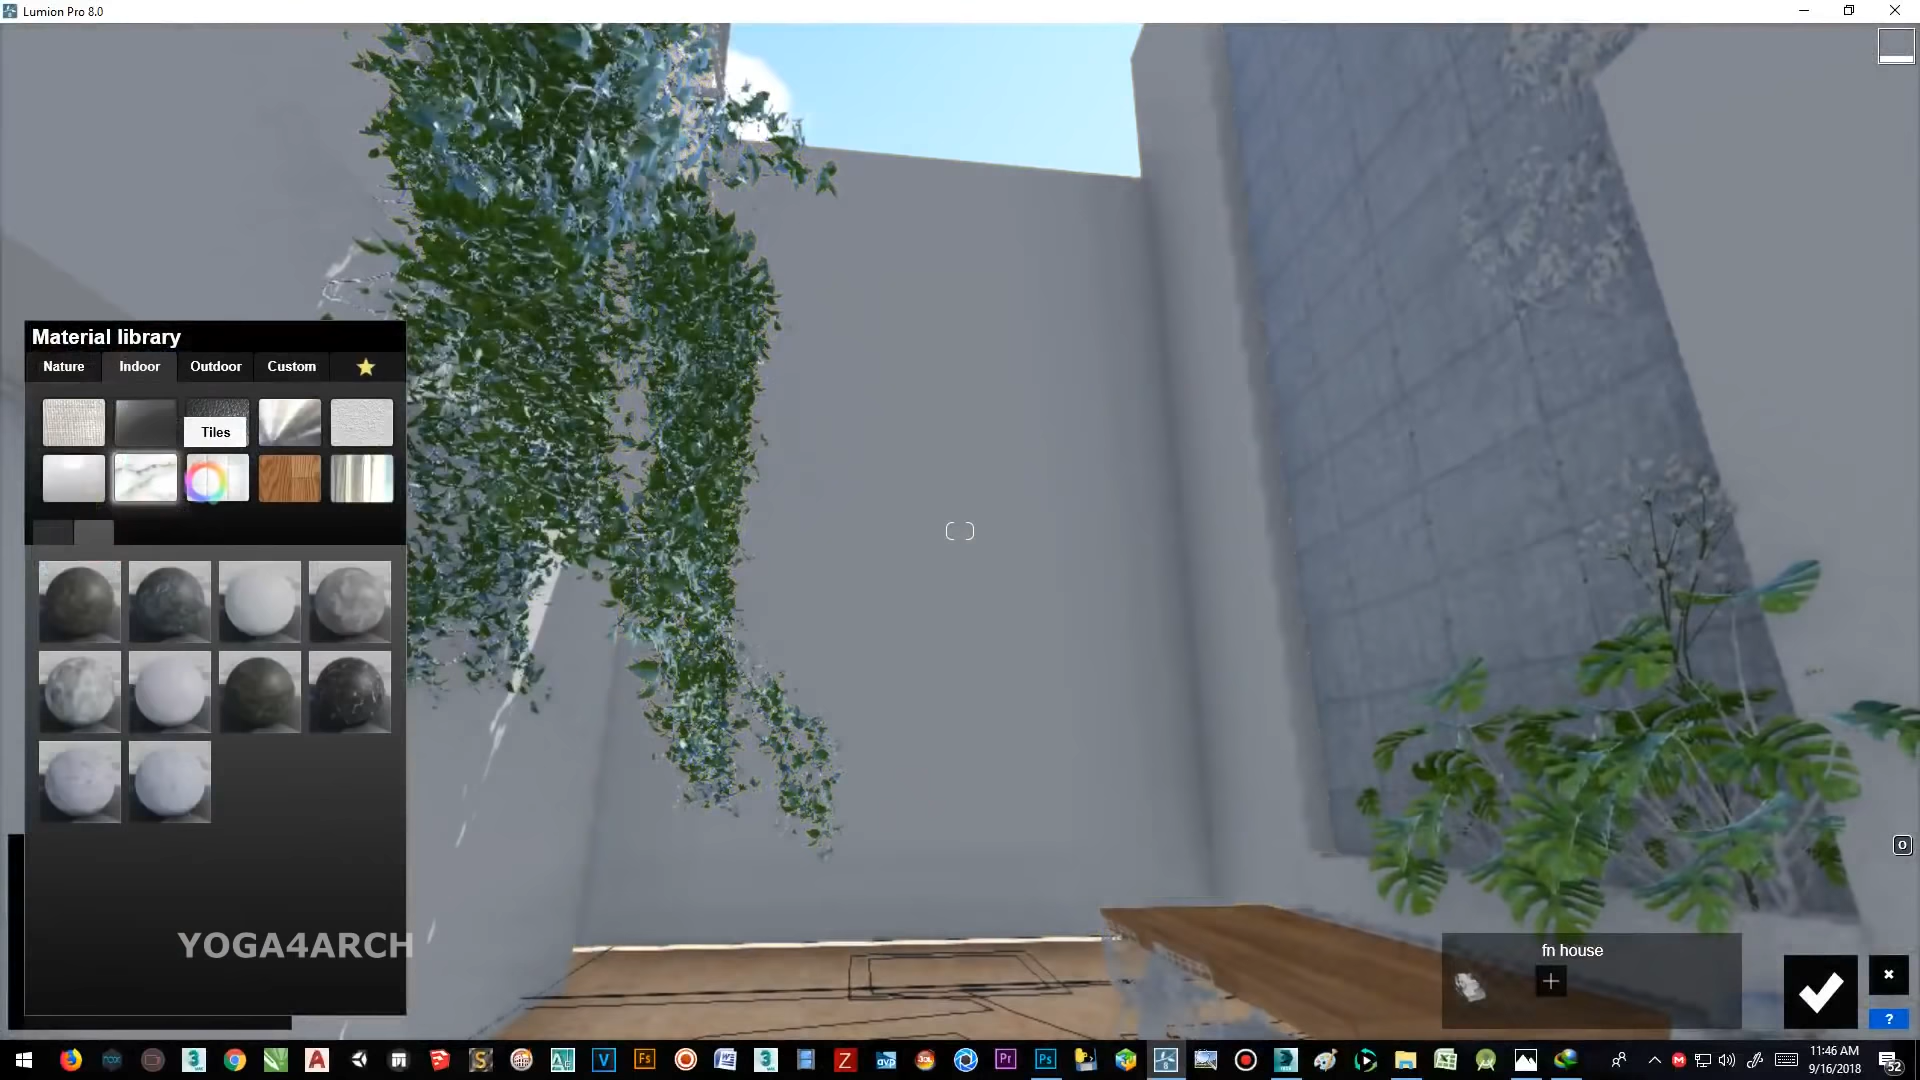 Lumion Pro 8.0
Material library
Nature Indoor Outdoor Custom
Tiles
YOGA4ARCH
fn house
11:46 AM
9/16/2018
52